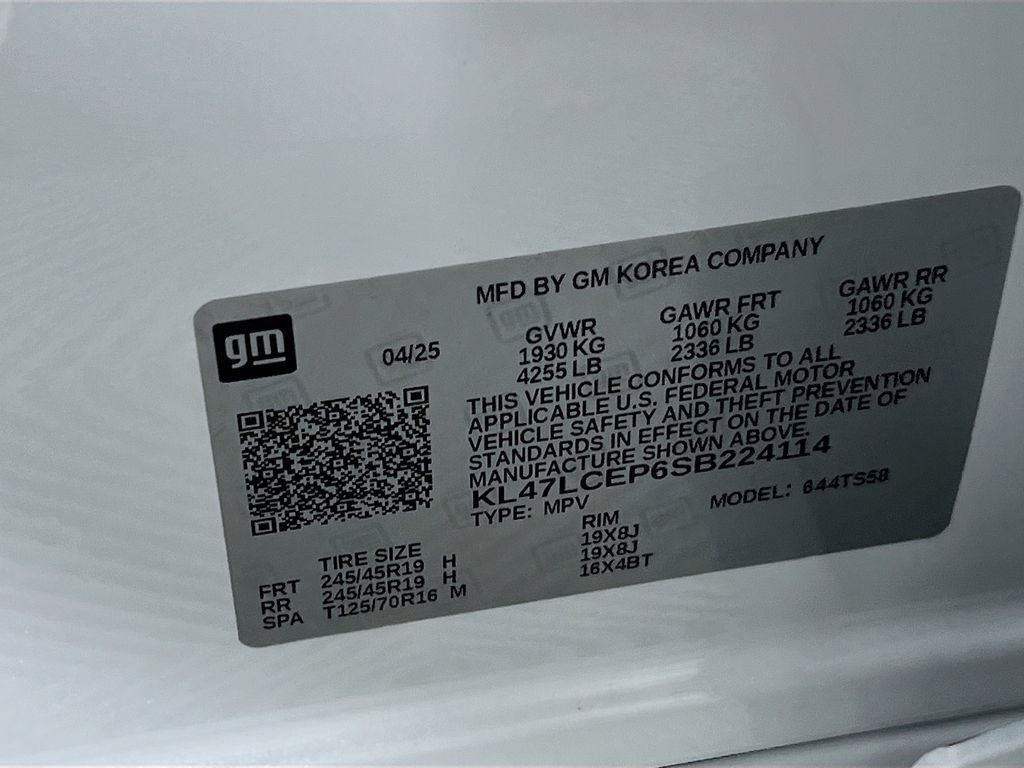 MFD BY GM KOREA COMPANY
gm
04/25
GVWR GAWR FRT GAWR RR
1930 KG 1060 KG 1060 KG
4255 LB 2336 LB 2336 LB
THIS VEHICLE CONFORMS TO ALL
APPLICABLE U.S. FEDERAL MOTOR
VEHICLE SAFETY AND THEFT PREVENTION
STANDARDS IN EFFECT ON THE DATE OF
MANUFACTURE SHOWN ABOVE.
KL47LCEP6SB224114
TYPE: MPV MODEL: 644TS58
TIRE SIZE RIM
FRT 245/45R19 H 19X8J
RR 245/45R19 H 19X8J
SPA T125/70R16 M 16X4BT